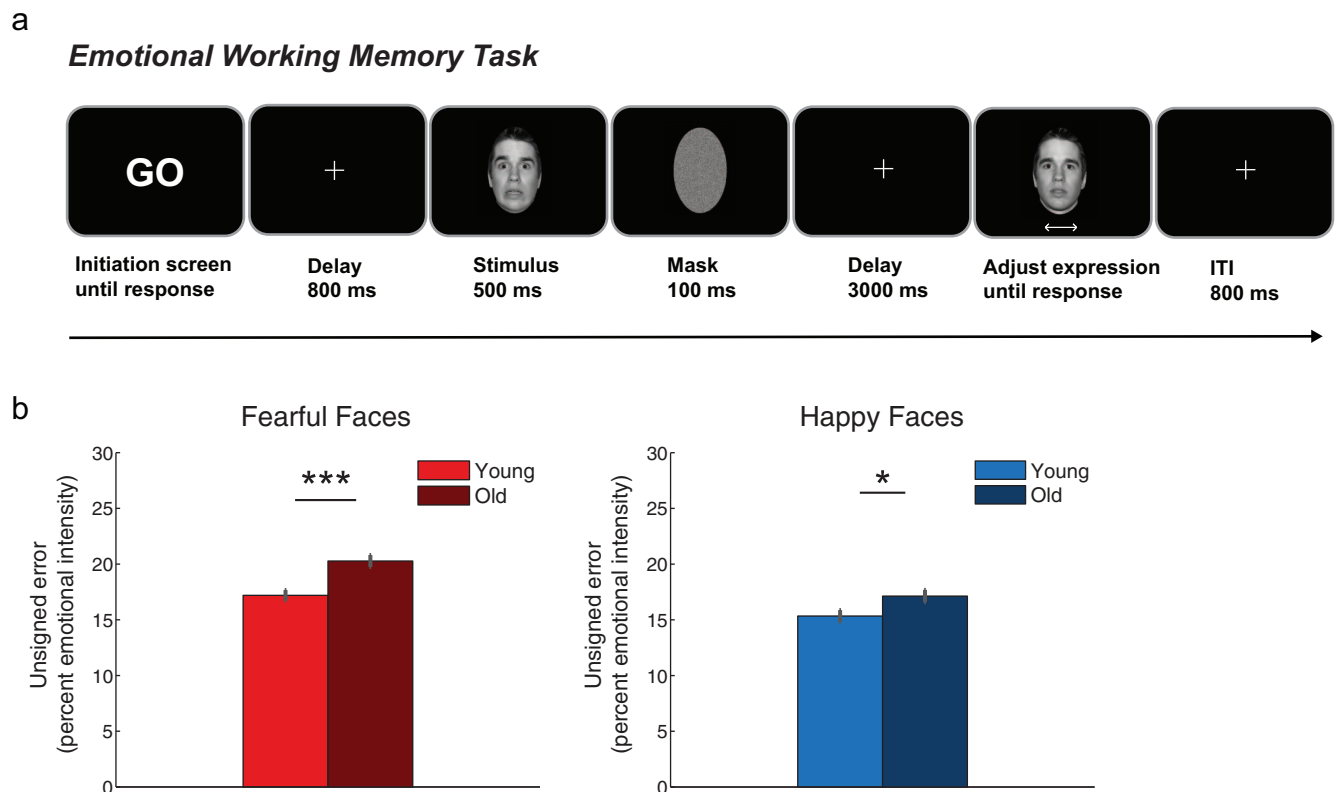 a
Emotional Working Memory Task
GO
Initiation screen
until response
Delay
800 ms
Stimulus
500 ms
Mask
100 ms
Delay
3000 ms
Adjust expression
until response
ITI
800 ms
b
Fearful Faces
Unsigned error
(percent emotional intensity)
30
25
20
15
10
5
0
***
Young
Old
Happy Faces
Unsigned error
(percent emotional intensity)
30
25
20
15
10
5
0
*
Young
Old